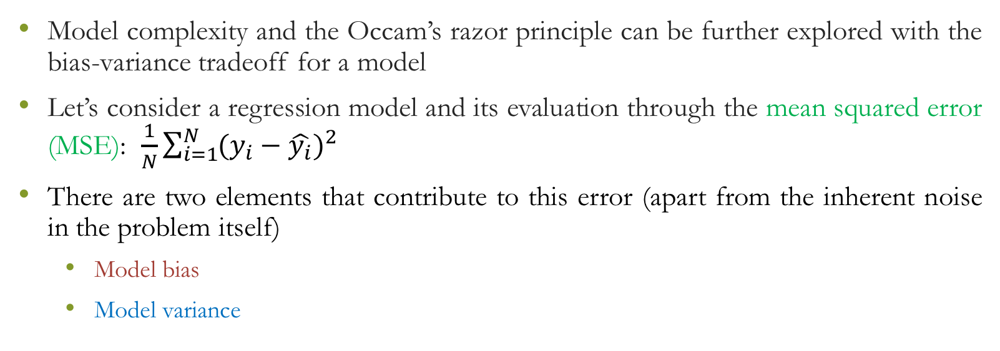 • Model complexity and the Occam’s razor principle can be further explored with the
bias-variance tradeoff for a model
• Let’s consider a regression model and its evaluation through the mean squared error
(MSE): $\frac{1}{N}\sum_{i=1}^{N}(y_i - \widehat{y_i})^2$
• There are two elements that contribute to this error (apart from the inherent noise
in the problem itself)
• Model bias
• Model variance